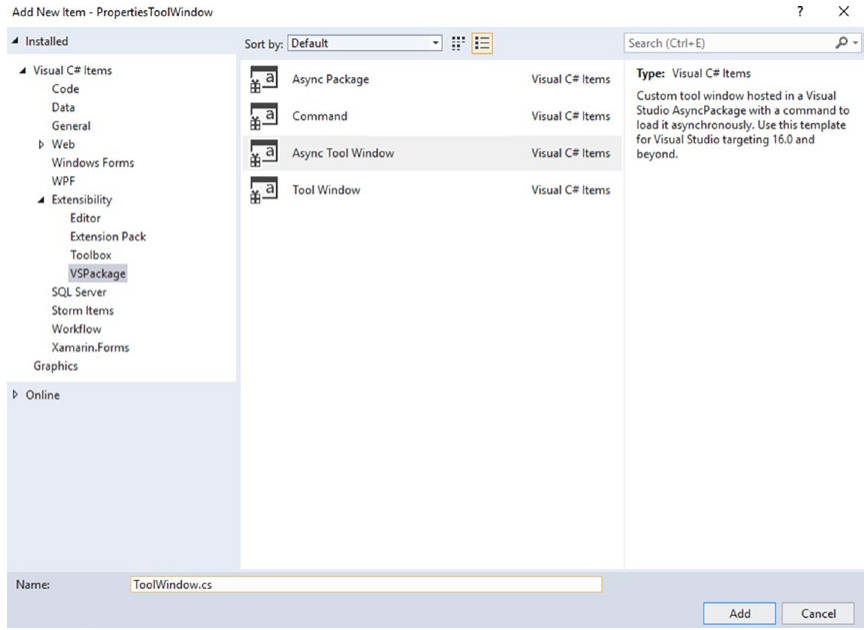 Add New Item - PropertiesToolWindow ?
Installed
Sort by: Default
Search (Ctrl+E)
Visual C# Items
Code
Data
General
Web
Windows Forms
WPF
Extensibility
Editor
Extension Pack
Toolbox
VSPackage
SQL Server
Storm Items
Workflow
Xamarin.Forms
Graphics
Online
Async Package Visual C# Items
Command Visual C# Items
Async Tool Window Visual C# Items
Tool Window Visual C# Items
Type: Visual C# Items
Custom tool window hosted in a Visual
Studio AsyncPackage with a command to
load it asynchronously. Use this template
for Visual Studio targeting 16.0 and
beyond.
Name: ToolWindow.cs
Add Cancel